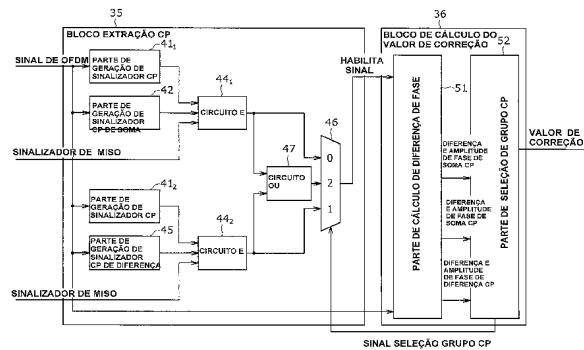 35
BLOCO EXTRAÇÃO CP
36
BLOCO DE CÁLCULO DO
VALOR DE CORREÇÃO
SINAL DE OFDM
41₁
PARTE DE
GERAÇÃO DE
SINALIZADOR CP
42
PARTE DE
GERAÇÃO DE
SINALIZADOR
CP DE SOMA
44₁
CIRCUITO E
SINALIZADOR DE MISO
HABILITA
SINAL
46
0
2
1
47
CIRCUITO
OU
41₂
PARTE DE
GERAÇÃO DE
SINALIZADOR CP
45
PARTE DE
GERAÇÃO DE
SINALIZADOR
CP DE DIFERENÇA
44₂
CIRCUITO E
SINALIZADOR DE MISO
51
PARTE DE CÁLCULO DE DIFERENÇA DE FASE
52
PARTE DE SELEÇÃO DE GRUPO CP
DIFERENÇA
E AMPLITUDE
DE FASE DE
SOMA CP
DIFERENÇA
E AMPLITUDE
DE FASE DE
SOMA CP
DIFERENÇA E
AMPLITUDE
DE FASE DE
DIFERENÇA CP
VALOR DE
CORREÇÃO
SINAL SELEÇÃO GRUPO CP